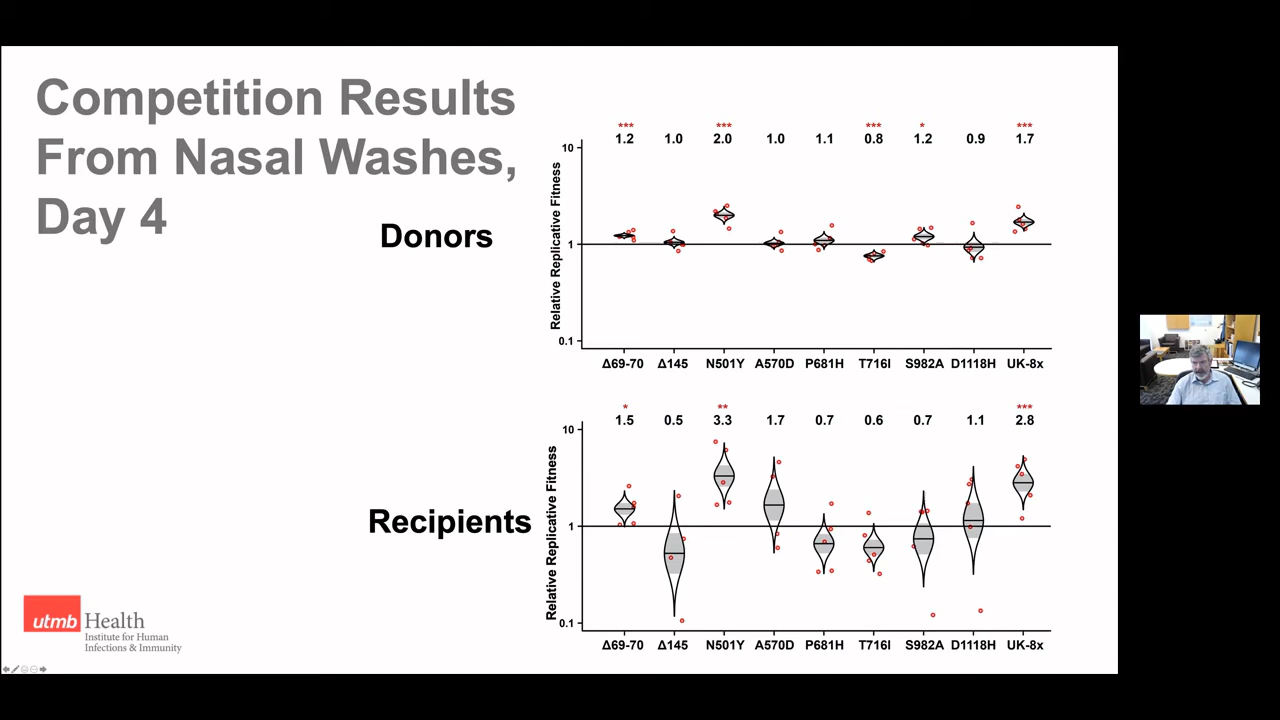 Competition Results
From Nasal Washes,
Day 4
Donors
*** *** *** * ***
1.2 1.0 2.0 1.0 1.1 0.8 1.2 0.9 1.7
Relative Replicative Fitness
10
1
0.1
Δ69-70 Δ145 N501Y A570D P681H T716I S982A D1118H UK-8x
Recipients
* ** ***
1.5 0.5 3.3 1.7 0.7 0.6 0.7 1.1 2.8
Relative Replicative Fitness
10
1
0.1
Δ69-70 Δ145 N501Y A570D P681H T716I S982A D1118H UK-8x
utmb Health
Institute for Human
Infections & Immunity